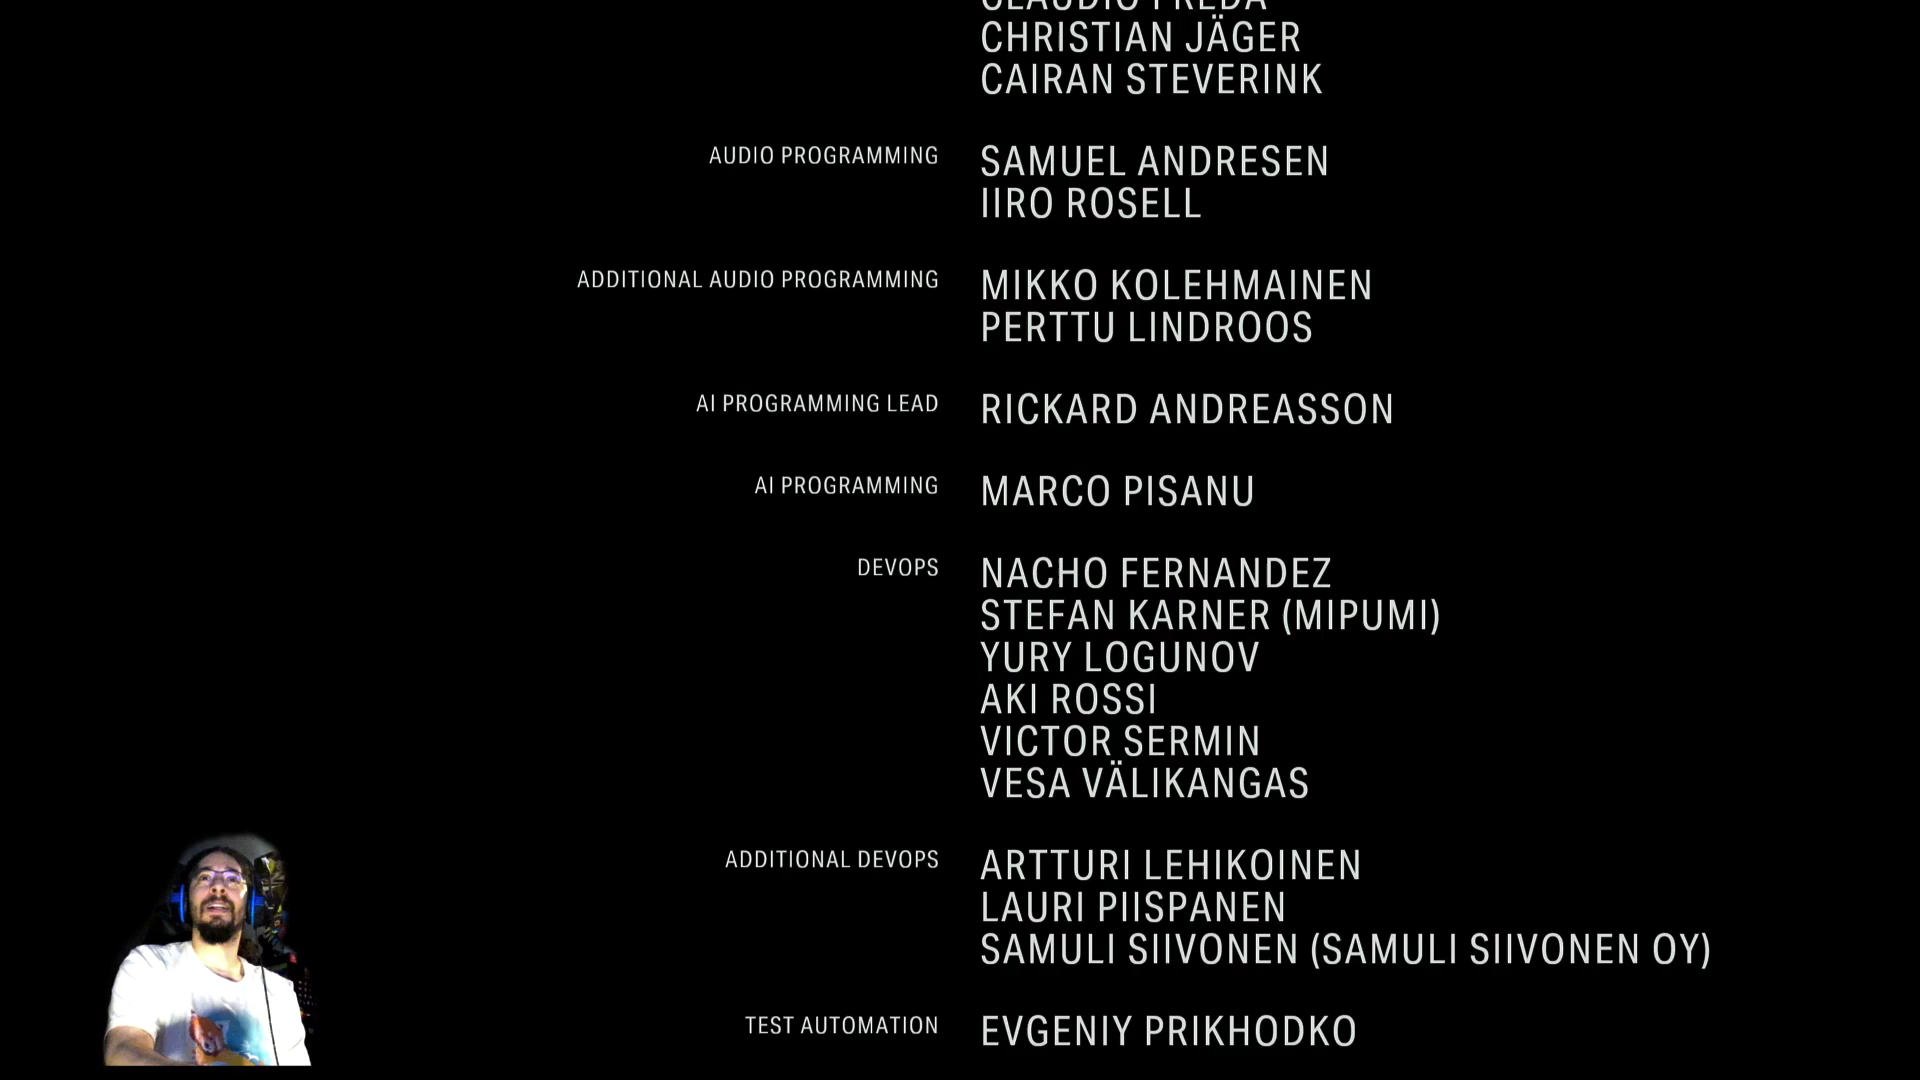 CLAUDIO FREDA
CHRISTIAN JÄGER
CAIRAN STEVERINK
AUDIO PROGRAMMING SAMUEL ANDRESEN
IIRO ROSELL
ADDITIONAL AUDIO PROGRAMMING MIKKO KOLEHMAINEN
PERTTU LINDROOS
AI PROGRAMMING LEAD RICKARD ANDREASSON
AI PROGRAMMING MARCO PISANU
DEVOPS NACHO FERNANDEZ
STEFAN KARNER (MIPUMI)
YURY LOGUNOV
AKI ROSSI
VICTOR SERMIN
VESA VÄLIKANGAS
ADDITIONAL DEVOPS ARTTURI LEHIKOINEN
LAURI PIISPANEN
SAMULI SIIVONEN (SAMULI SIIVONEN OY)
TEST AUTOMATION EVGENIY PRIKHODKO